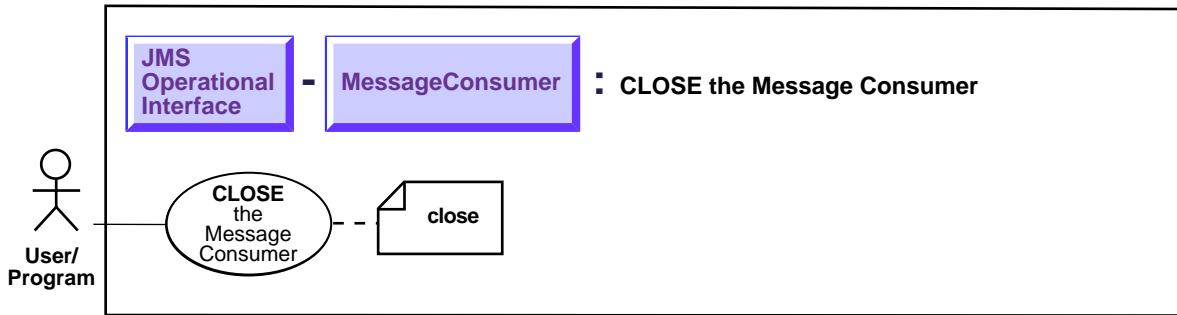 JMS
Operational
Interface
-
MessageConsumer
: CLOSE the Message Consumer
CLOSE
the
Message
Consumer
close
User/
Program